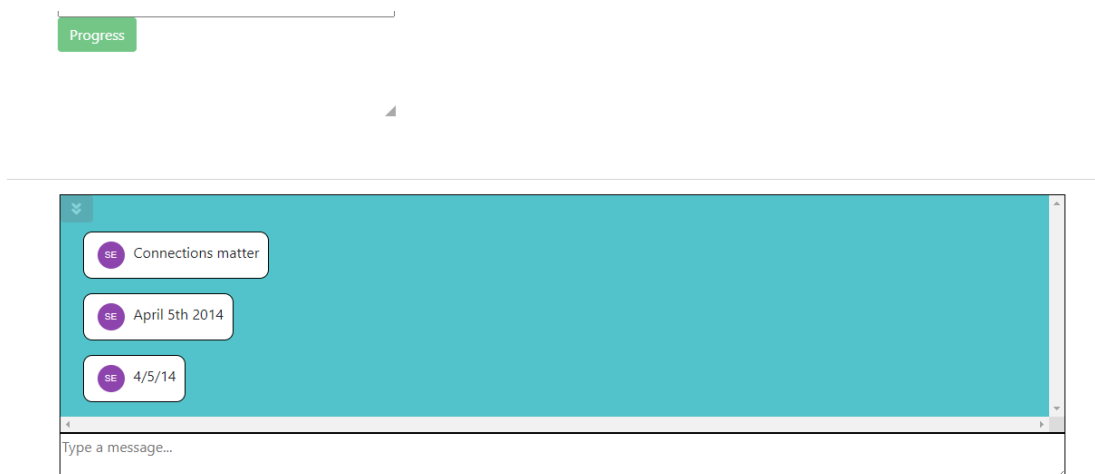 Progress
SE Connections matter
SE April 5th 2014
SE 4/5/14
Type a message...